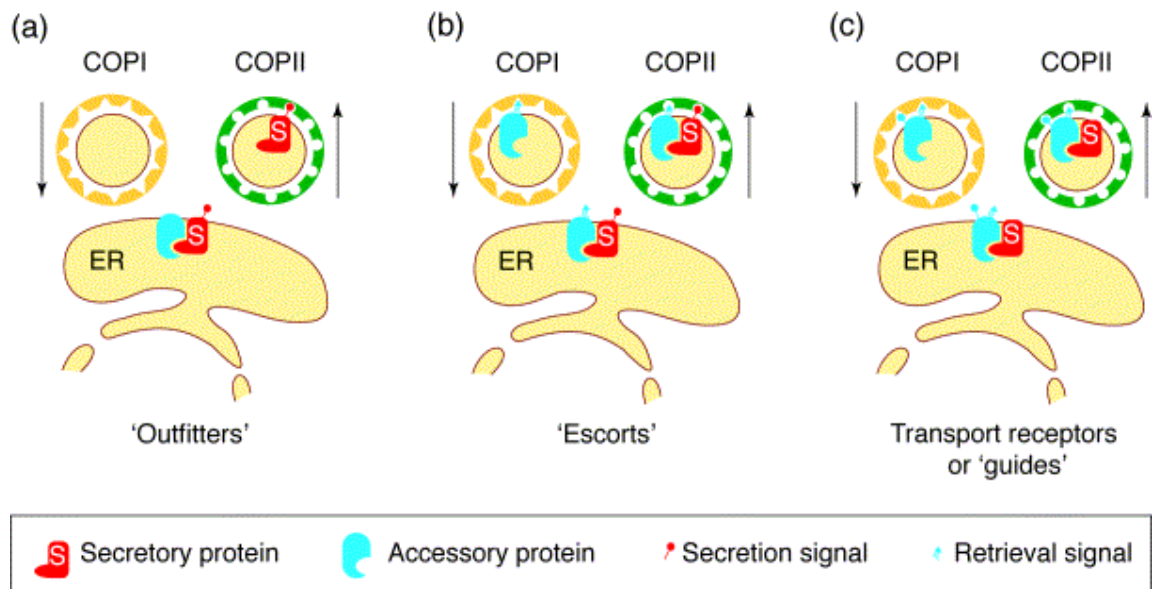 (a)
COPI COPII
S
S
ER
'Outfitters'
(b)
COPI COPII
S
S
ER
'Escorts'
(c)
COPI COPII
S
S
ER
Transport receptors
or 'guides'
S Secretory protein
Accessory protein
Secretion signal
Retrieval signal